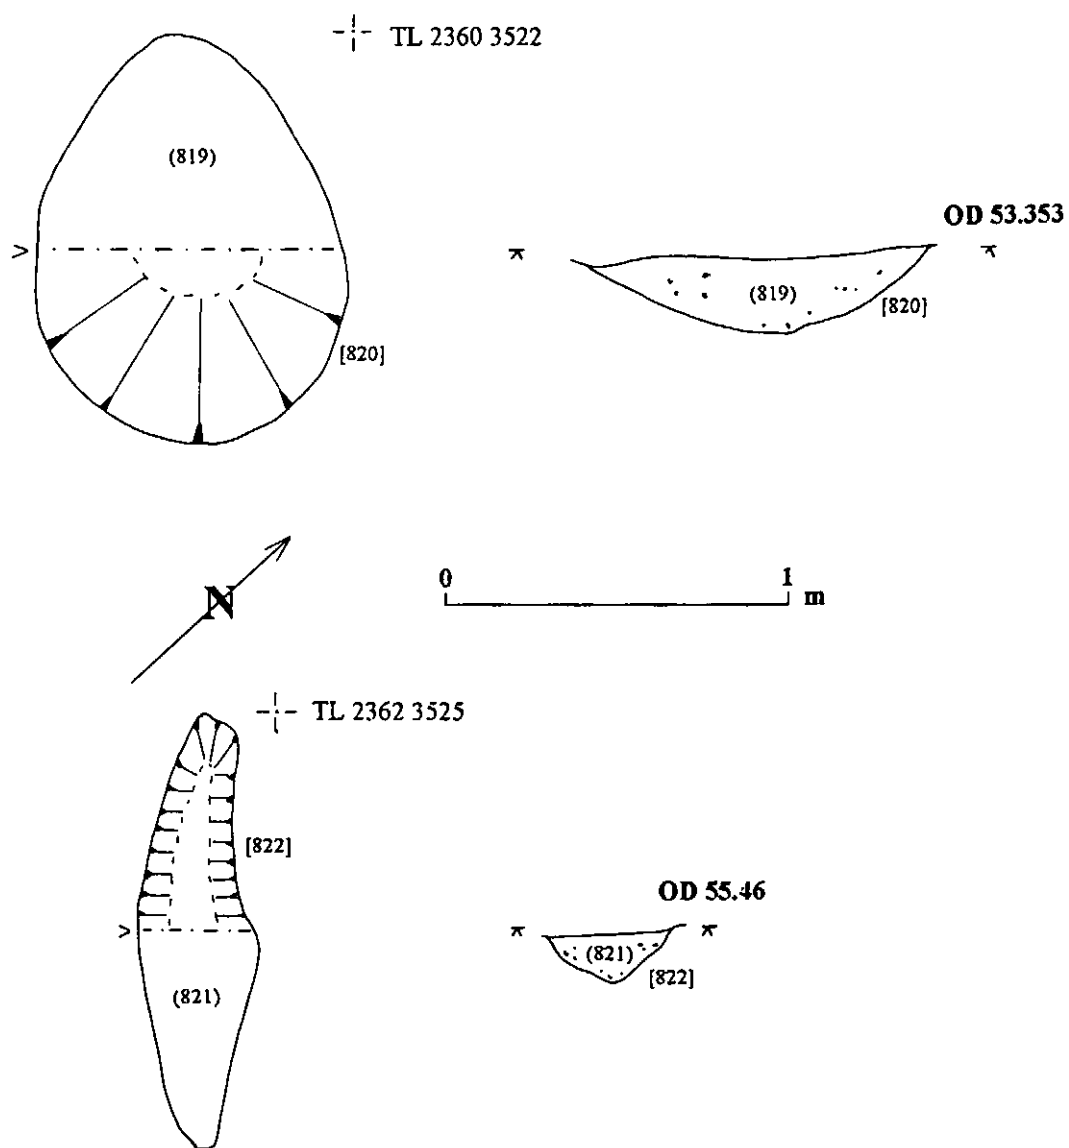 TL 2360 3522
(819)
OD 53.353
>
(819)
[820]
[820]
N
0 1 m
TL 2362 3525
[822]
OD 55.46
>
(821)
[822]
(821)